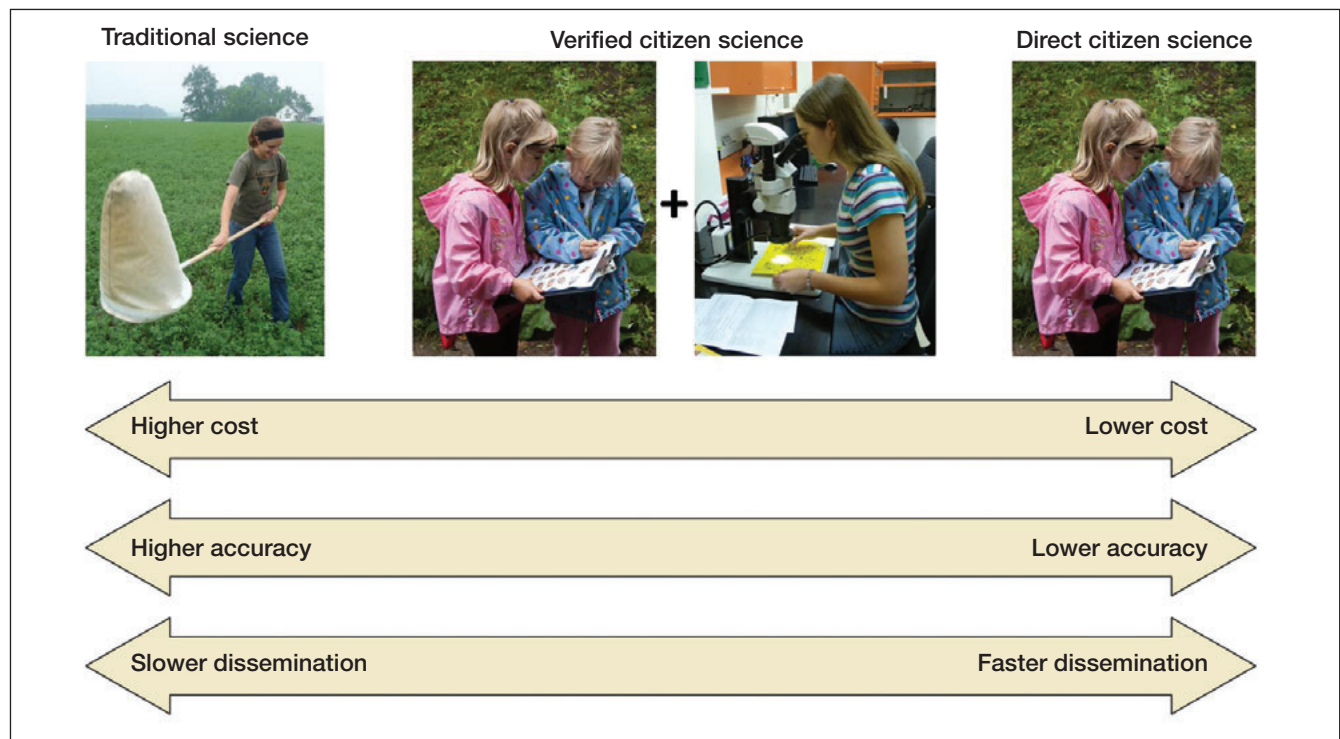 Traditional science
Verified citizen science
Direct citizen science
+
Higher cost
Lower cost
Higher accuracy
Lower accuracy
Slower dissemination
Faster dissemination